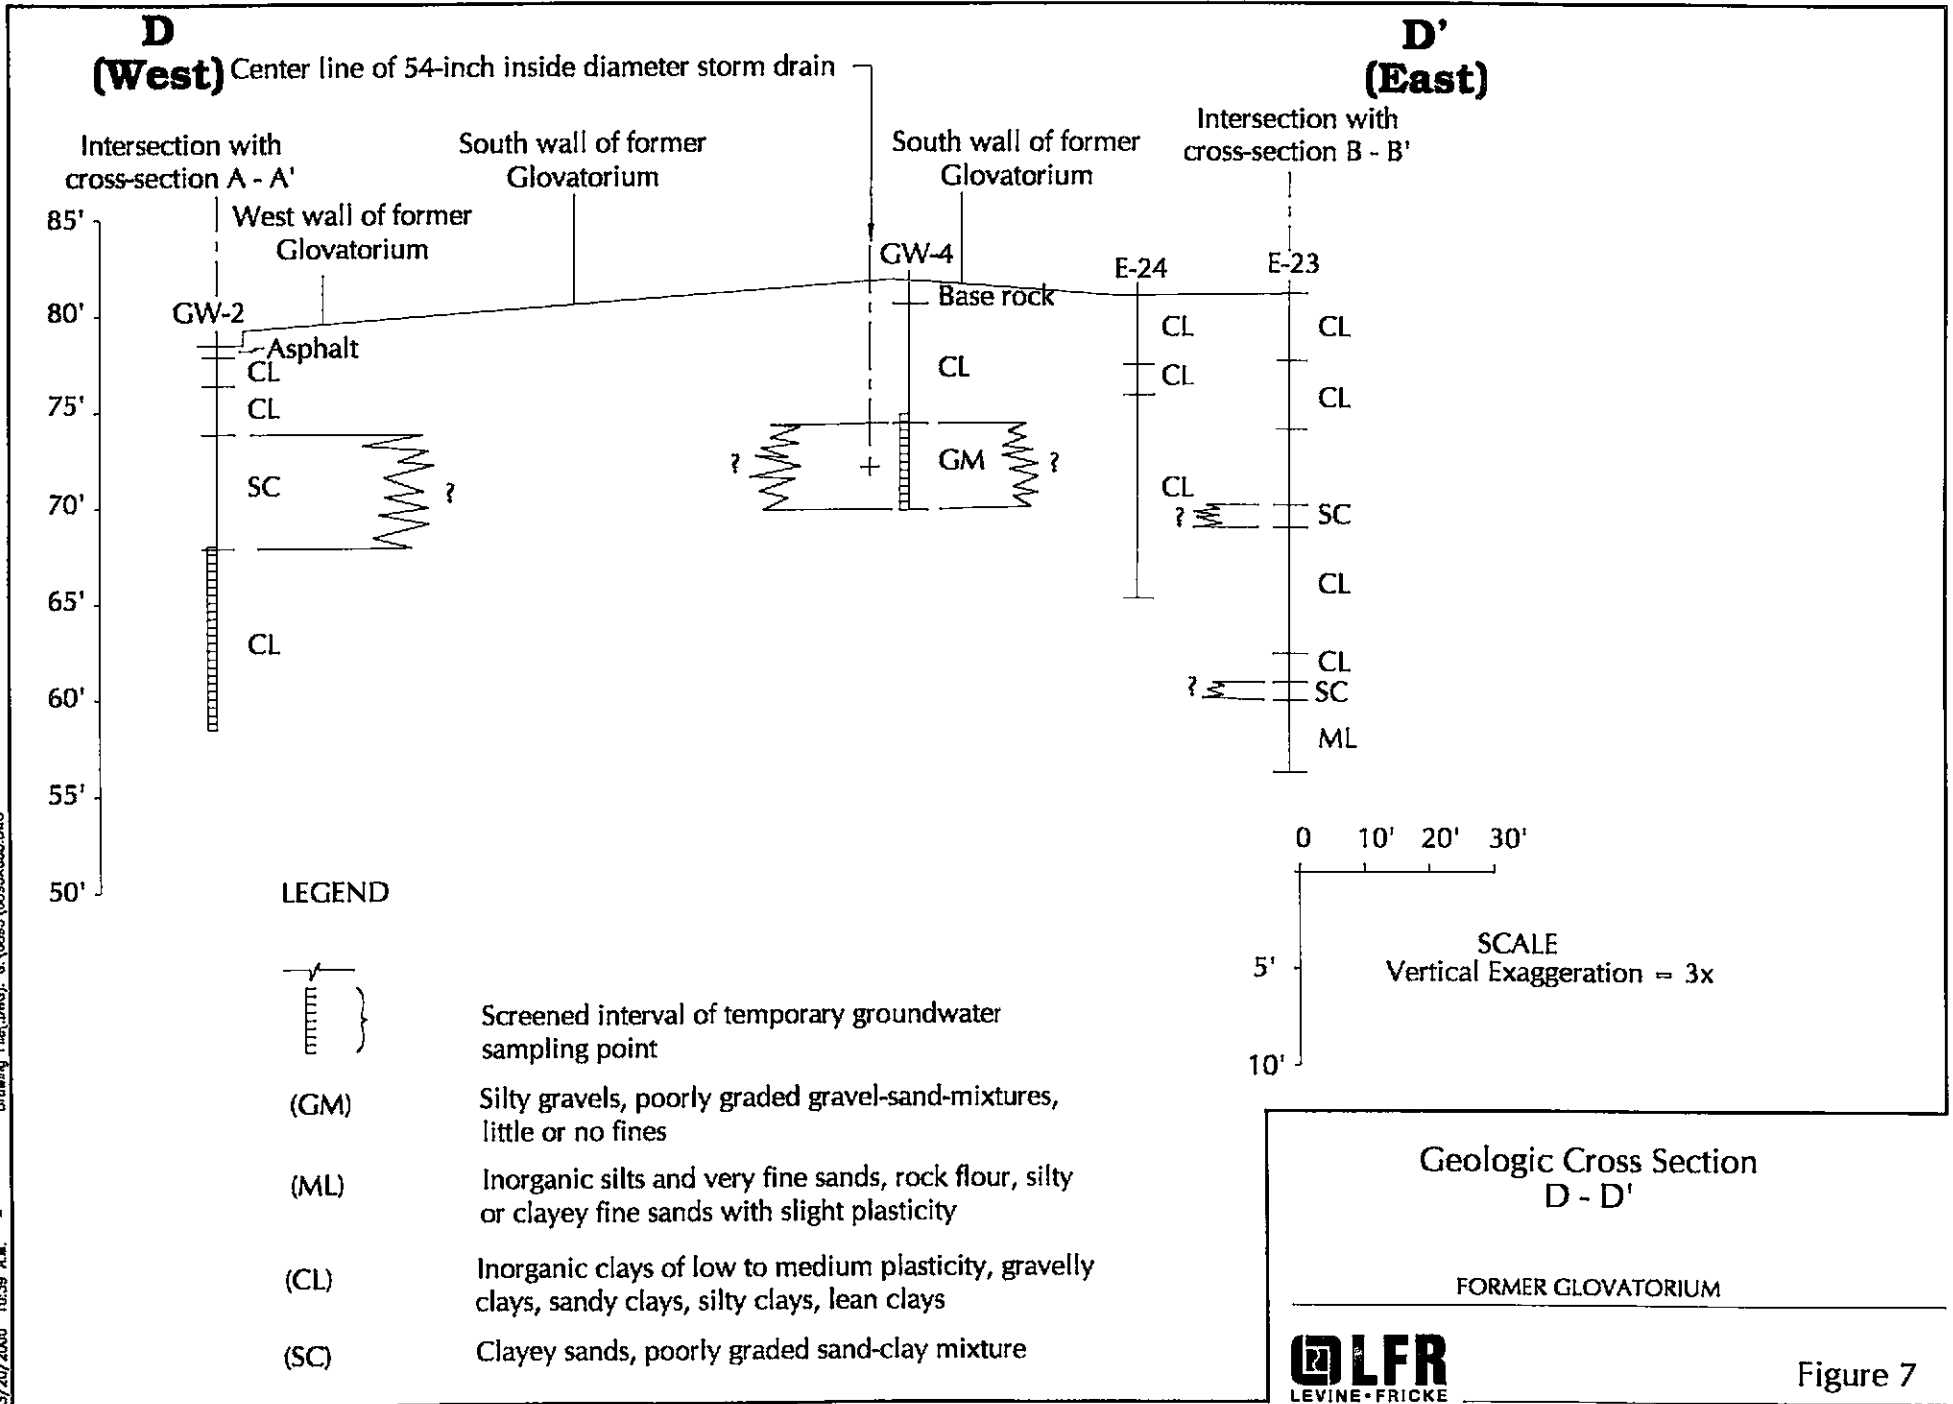 D
(West)
Center line of 54-inch inside diameter storm drain
D'
(East)
Intersection with
cross-section A - A'
South wall of former
Glovatorium
South wall of former
Glovatorium
Intersection with
cross-section B - B'
West wall of former
Glovatorium
85'
80'
75'
70'
65'
60'
55'
50'
GW-2
Asphalt
CL
CL
SC
?
CL
GW-4
Base rock
CL
?
GM
?
E-24
CL
CL
CL
E-23
CL
CL
?
SC
CL
CL
?
SC
ML
0 10' 20' 30'
5'
10'
SCALE
Vertical Exaggeration = 3x
LEGEND
Screened interval of temporary groundwater
sampling point
(GM)
Silty gravels, poorly graded gravel-sand-mixtures,
little or no fines
(ML)
Inorganic silts and very fine sands, rock flour, silty
or clayey fine sands with slight plasticity
(CL)
Inorganic clays of low to medium plasticity, gravelly
clays, sandy clays, silty clays, lean clays
(SC)
Clayey sands, poorly graded sand-clay mixture
Geologic Cross Section
D - D'
FORMER GLOVATORIUM
LFR
LEVINE•FRICKE
Figure 7